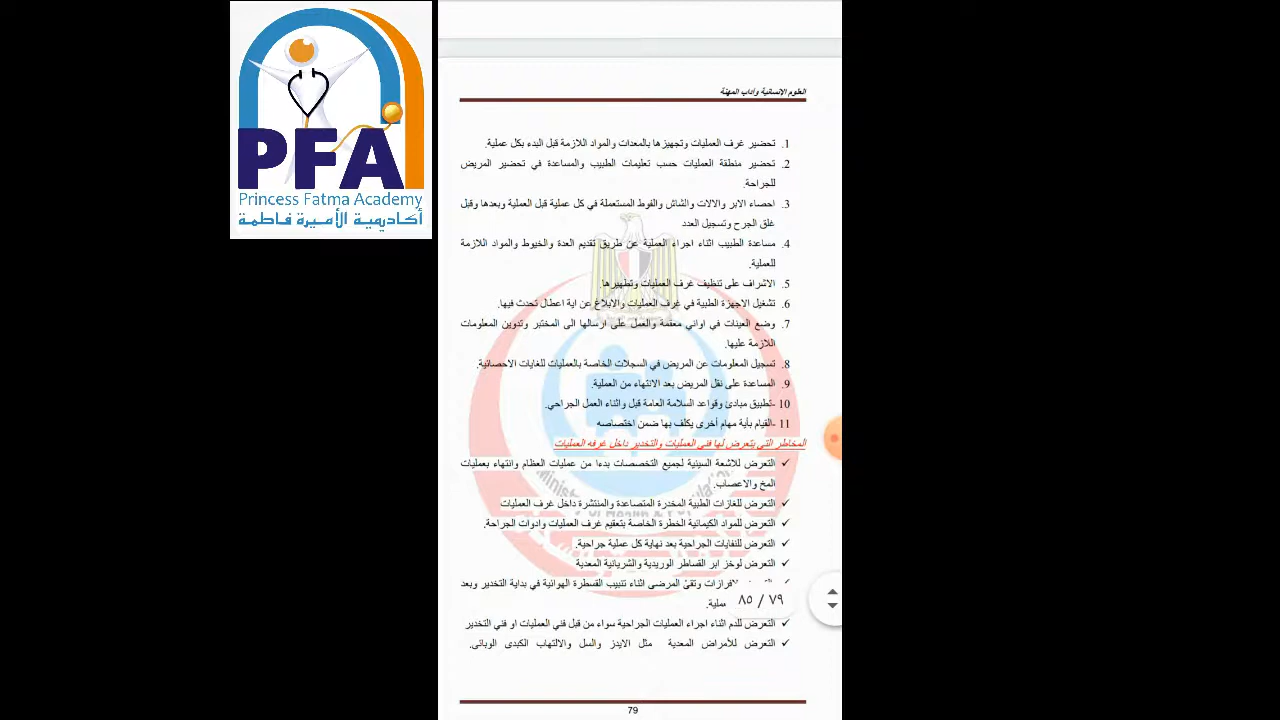 PFA
Princess Fatma Academy
أكاديمية الأميرة فاطمة
العلوم الإنسانية وآداب المهنة
1. تحضير غرف العمليات وتجهيزها بالمعدات والمواد اللازمة قبل البدء بكل عملية.
2. تحضير منطقة العمليات حسب تعليمات الطبيب والمساعدة في تحضير المريض
للجراحة.
3. احصاء الابر والالات والشاش والفوط المستعملة في كل عملية قبل العملية وبعدها وقبل
غلق الجرح وتسجيل العدد
4. مساعدة الطبيب اثناء اجراء العملية عن طريق تقديم العدة والخيوط والمواد اللازمة
للعملية.
5. الاشراف على تنظيف غرف العمليات وتطهيرها.
6. تشغيل الاجهزة الطبية في غرف العمليات والابلاغ عن اية اعطال تحدث فيها.
7. وضع العينات في اواني معقمة والعمل على ارسالها الى المختبر وتدوين المعلومات
اللازمة عليها.
8. تسجيل المعلومات عن المريض في السجلات الخاصة بالعمليات للغايات الاحصائية.
9. المساعدة على نقل المريض بعد الانتهاء من العملية.
10 -تطبيق مبادئ وقواعد السلامة العامة قبل واثناء العمل الجراحي.
11 -القيام بأية مهام أخرى يكلف بها ضمن اختصاصه
المخاطر التي يتعرض لها فني العمليات والتخدير داخل غرفه العمليات
✓ التعرض للاشعة السينية لجميع التخصصات بدءا من عمليات العظام وانتهاء بعمليات
المخ والاعصاب.
✓ التعرض للغازات الطبية المخدرة المتصاعدة والمنتشرة داخل غرف العمليات
✓ التعرض للمواد الكيمائية الخطرة الخاصة بتعقيم غرف العمليات وادوات الجراحة.
✓ التعرض للنفايات الجراحية بعد نهاية كل عملية جراحية.
✓ التعرض لوخز ابر القساطر الوريدية والشريانية المعدية
✓ لافرازات وتقئ المرضى اثناء تنبيب القسطرة الهوائية في بداية التخدير وبعد
٧٩ / ٨٥
✓ التعرض للدم اثناء اجراء العمليات الجراحية سواء من قبل فني العمليات او فني التخدير
✓ التعرض للأمراض المعدية مثل الايدز والسل والالتهاب الكبدى الوبائى.
79